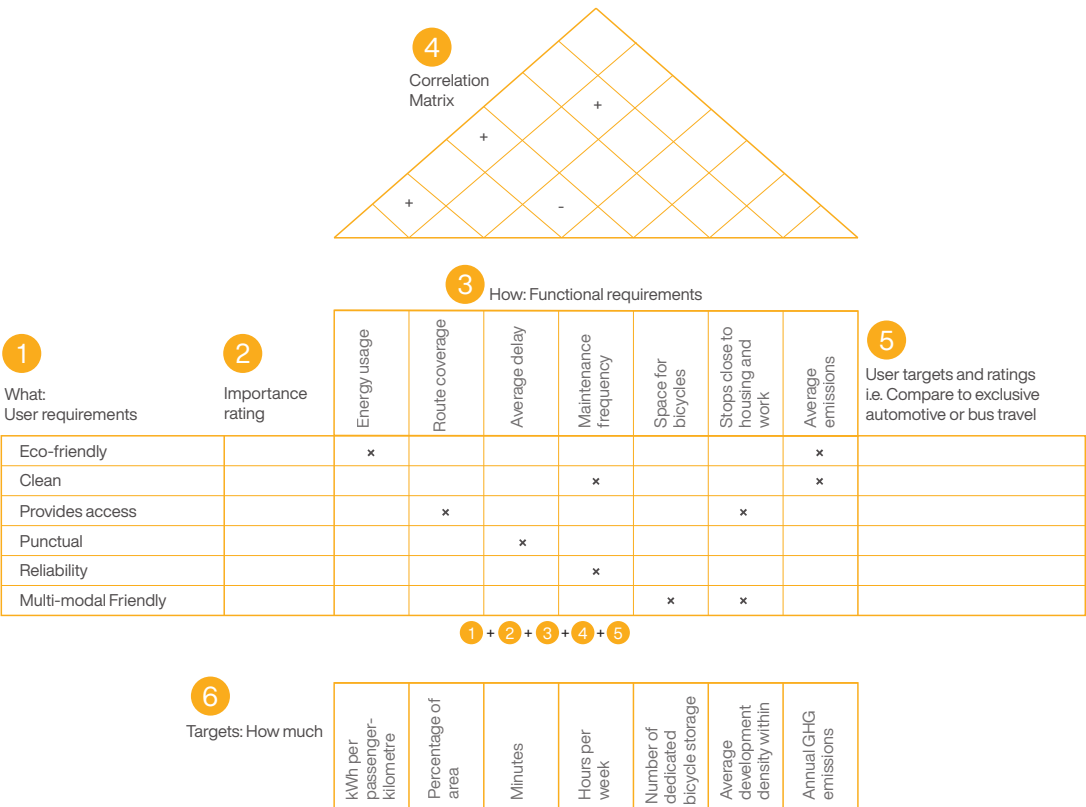 4
Correlation
Matrix
+
+
+
-
3
How: Functional requirements
1
What:
User requirements
2
Importance
rating
Energy usage
Route coverage
Average delay
Maintenance
frequency
Space for
bicycles
Stops close to
housing and
work
Average
emissions
5
User targets and ratings
i.e. Compare to exclusive
automotive or bus travel
Eco-friendly × ×
Clean × ×
Provides access × ×
Punctual ×
Reliability ×
Multi-modal Friendly × ×
1 + 2 + 3 + 4 + 5
6
Targets: How much
kWh per
passenger-
kilometre
Percentage of
area
Minutes
Hours per
week
Number of
dedicated
bicycle storage
Average
development
density within
Annual GHG
emissions